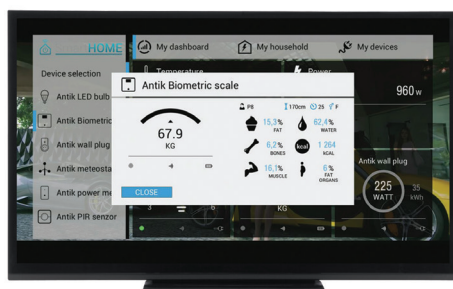 HOME
My dashboard
My household
My devices
Device selection
Temperature
Power
Antik LED bulb
960 w
Antik Biometric
Antik wall plug
Antik meteosta
Antik power me
Antik PIR senzor
Antik Biometric scale
67.9
KG
P8
170cm
25
F
15,3%
FAT
62,4%
WATER
6,2%
BONES
kcal
1 264
kCAL
16,1%
MUSCLE
6%
FAT
ORGANS
CLOSE
Antik wall plug
225
WATT
35
kWh
3
6
KG